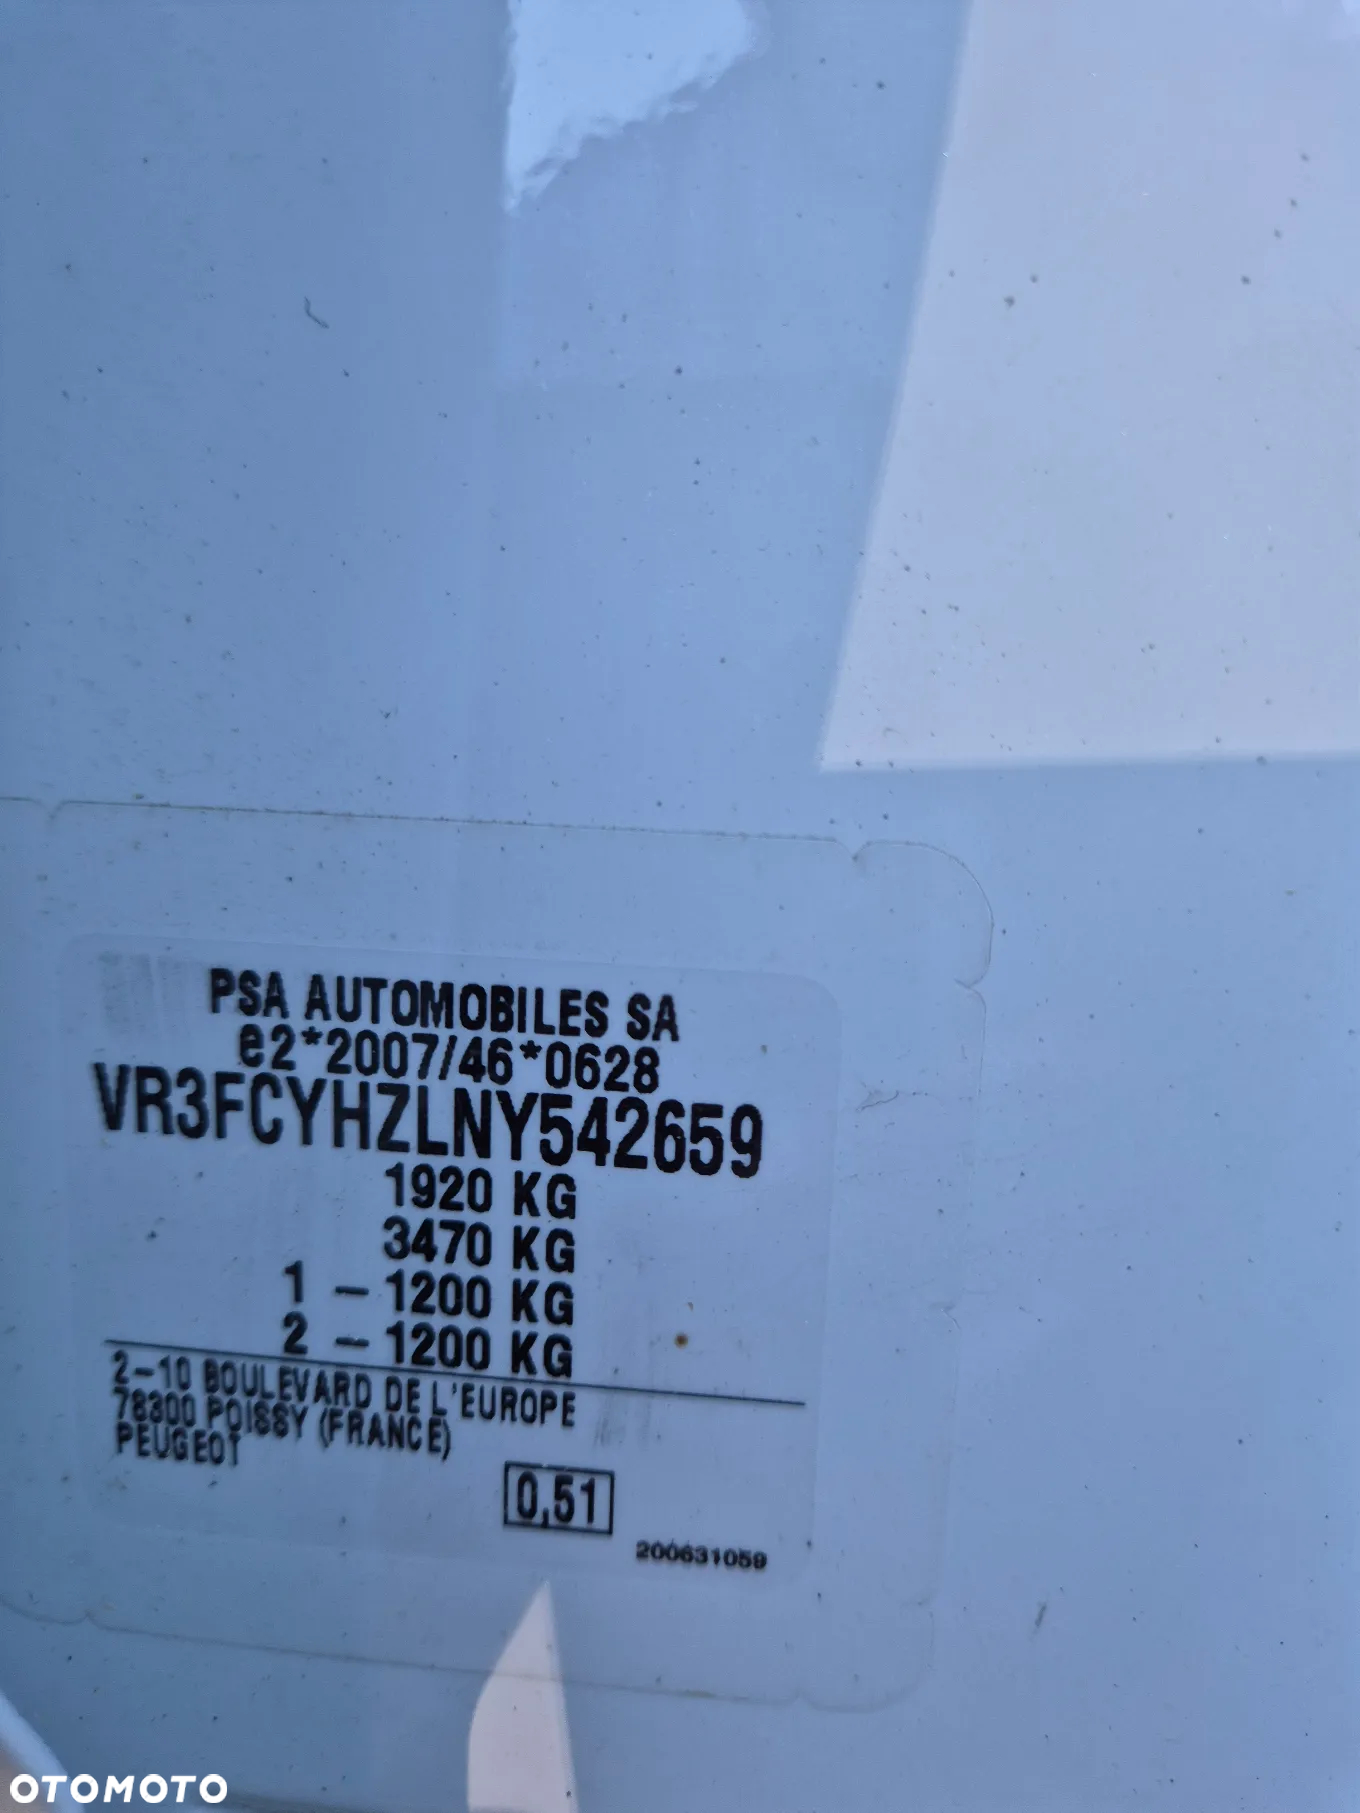 PSA AUTOMOBILES SA
e2*2007/46*0628
VR3FCYHZLNY542659
1920 KG
3470 KG
1 - 1200 KG
2 - 1200 KG
2-10 BOULEVARD DE L'EUROPE
78300 POISSY (FRANCE)
PEUGEOT
0,51
200631059
OTOMOTO